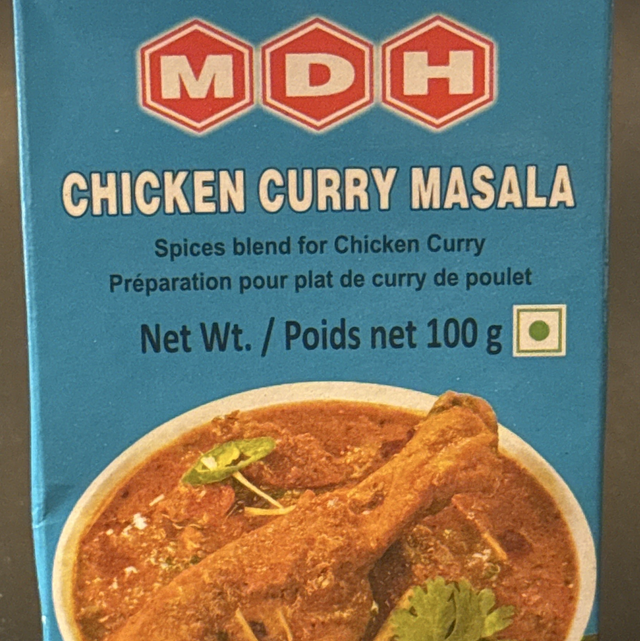 MDH
CHICKEN CURRY MASALA
Spices blend for Chicken Curry
Préparation pour plat de curry de poulet
Net Wt. / Poids net 100 g